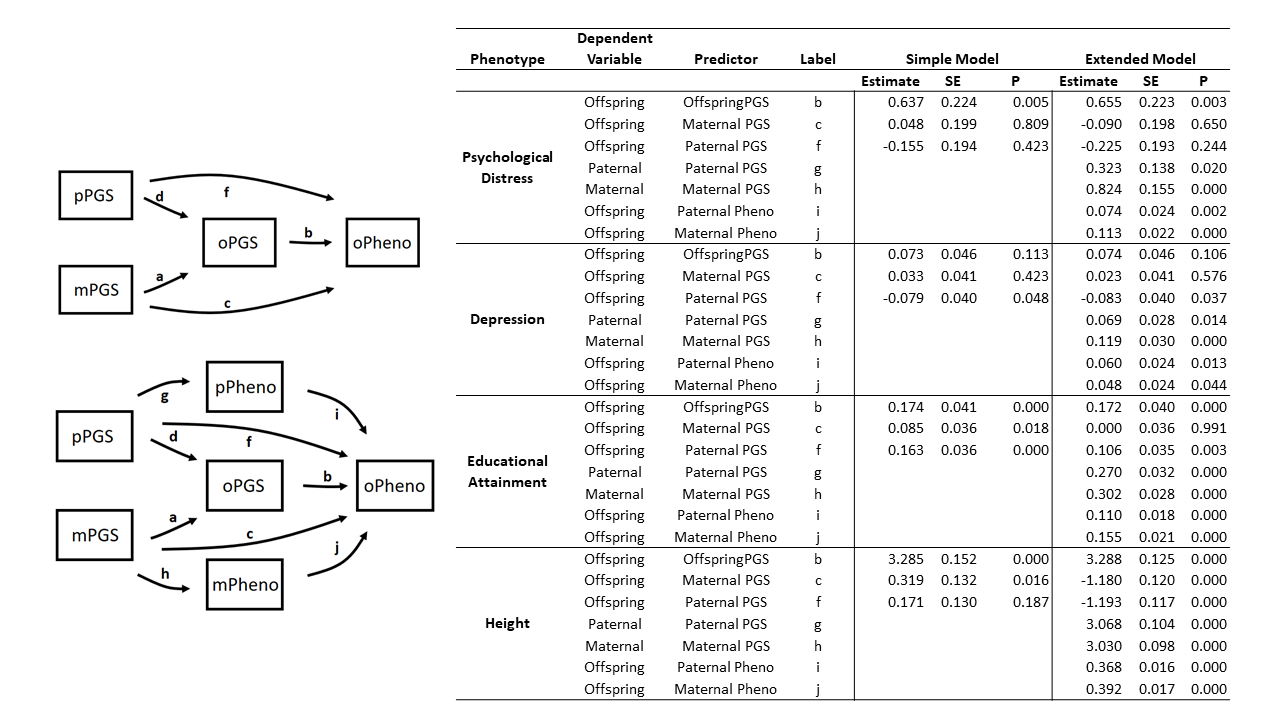 pPGS
d
f
oPGS
b
oPheno
mPGS
a
c
pPheno
g
i
pPGS
d
f
oPGS
b
oPheno
mPGS
a
c
h
mPheno
j
Phenotype Dependent Variable Predictor Label Simple Model Extended Model
Estimate SE P Estimate SE P
Psychological Distress
Offspring OffspringPGS b 0.637 0.224 0.005 0.655 0.223 0.003
Offspring Maternal PGS c 0.048 0.199 0.809 -0.090 0.198 0.650
Offspring Paternal PGS f -0.155 0.194 0.423 -0.225 0.193 0.244
Paternal Paternal PGS g 0.323 0.138 0.020
Maternal Maternal PGS h 0.824 0.155 0.000
Offspring Paternal Pheno i 0.074 0.024 0.002
Offspring Maternal Pheno j 0.113 0.022 0.000
Depression
Offspring OffspringPGS b 0.073 0.046 0.113 0.074 0.046 0.106
Offspring Maternal PGS c 0.033 0.041 0.423 0.023 0.041 0.576
Offspring Paternal PGS f -0.079 0.040 0.048 -0.083 0.040 0.037
Paternal Paternal PGS g 0.069 0.028 0.014
Maternal Maternal PGS h 0.119 0.030 0.000
Offspring Paternal Pheno i 0.060 0.024 0.013
Offspring Maternal Pheno j 0.048 0.024 0.044
Educational Attainment
Offspring OffspringPGS b 0.174 0.041 0.000 0.172 0.040 0.000
Offspring Maternal PGS c 0.085 0.036 0.018 0.000 0.036 0.991
Offspring Paternal PGS f 0.163 0.036 0.000 0.106 0.035 0.003
Paternal Paternal PGS g 0.270 0.032 0.000
Maternal Maternal PGS h 0.302 0.028 0.000
Offspring Paternal Pheno i 0.110 0.018 0.000
Offspring Maternal Pheno j 0.155 0.021 0.000
Height
Offspring OffspringPGS b 3.285 0.152 0.000 3.288 0.125 0.000
Offspring Maternal PGS c 0.319 0.132 0.016 -1.180 0.120 0.000
Offspring Paternal PGS f 0.171 0.130 0.187 -1.193 0.117 0.000
Paternal Paternal PGS g 3.068 0.104 0.000
Maternal Maternal PGS h 3.030 0.098 0.000
Offspring Paternal Pheno i 0.368 0.016 0.000
Offspring Maternal Pheno j 0.392 0.017 0.000